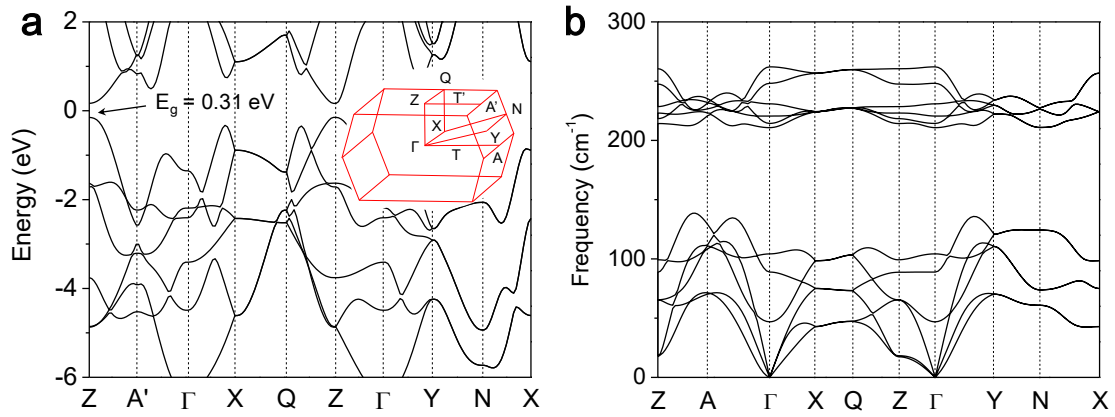 a
Energy (eV)
2
0
-2
-4
-6
E_g = 0.31 eV
Q
Z
T'
N
A'
X
Y
Γ
T
A
Z A' Γ X Q Z Γ Y N X
b
Frequency (cm⁻¹)
300
200
100
0
Z A Γ X Q Z Γ Y N X